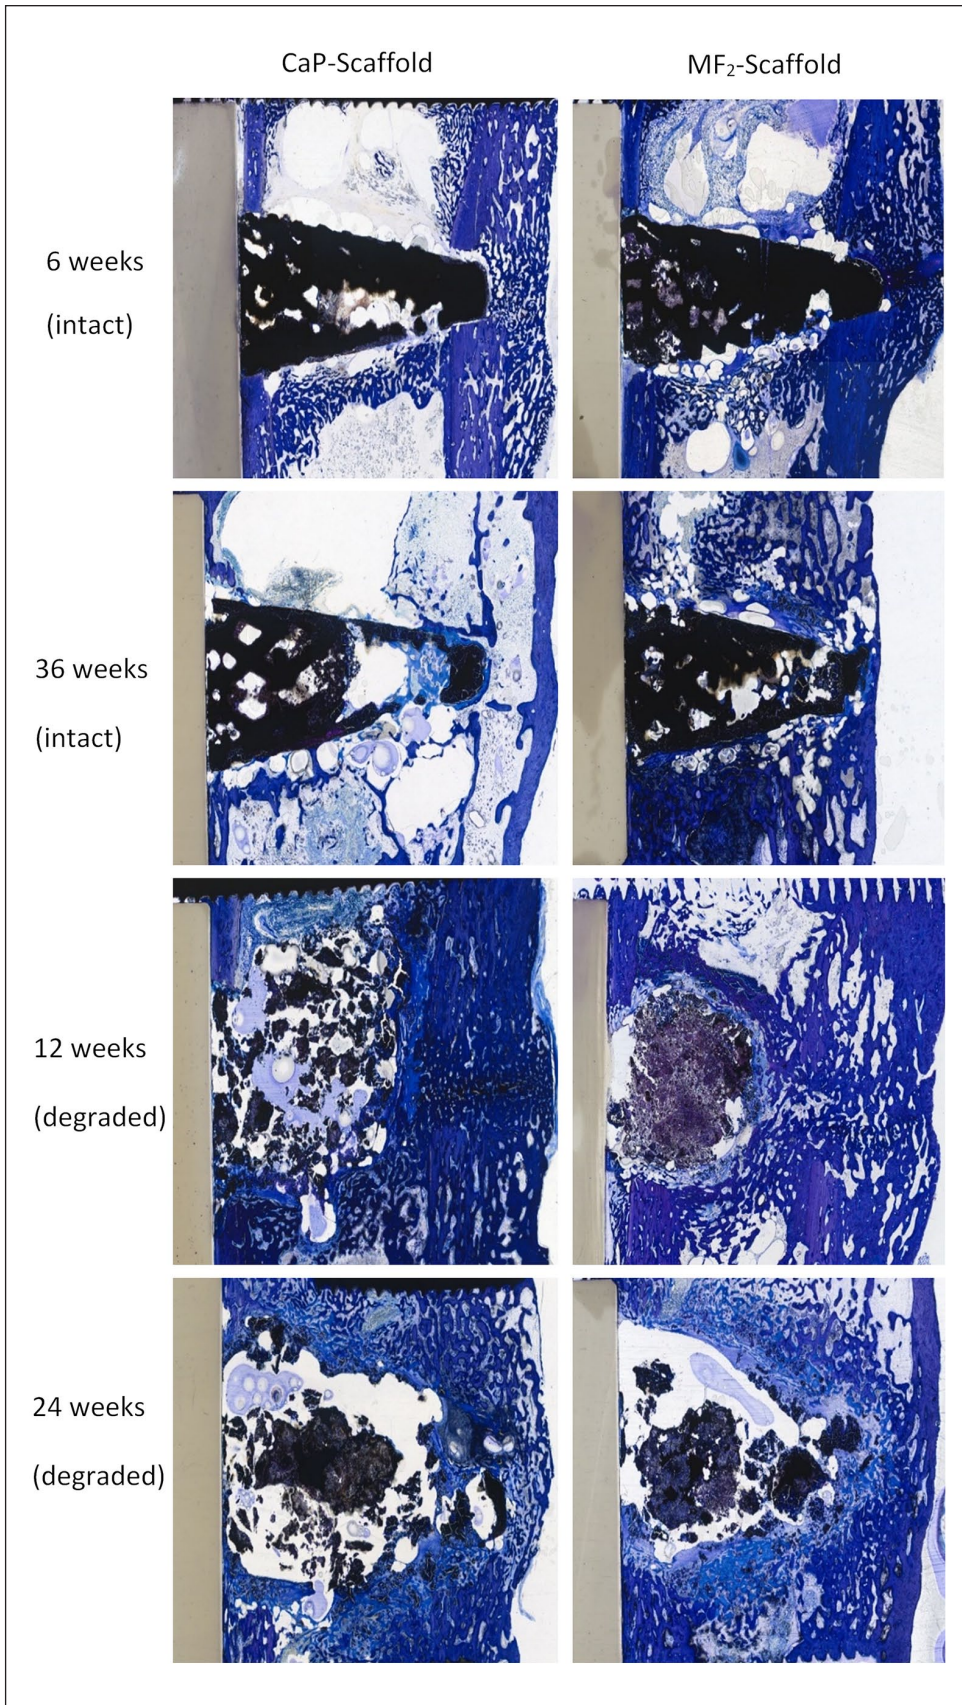 CaP-Scaffold
MF₂-Scaffold
6 weeks
(intact)
36 weeks
(intact)
12 weeks
(degraded)
24 weeks
(degraded)